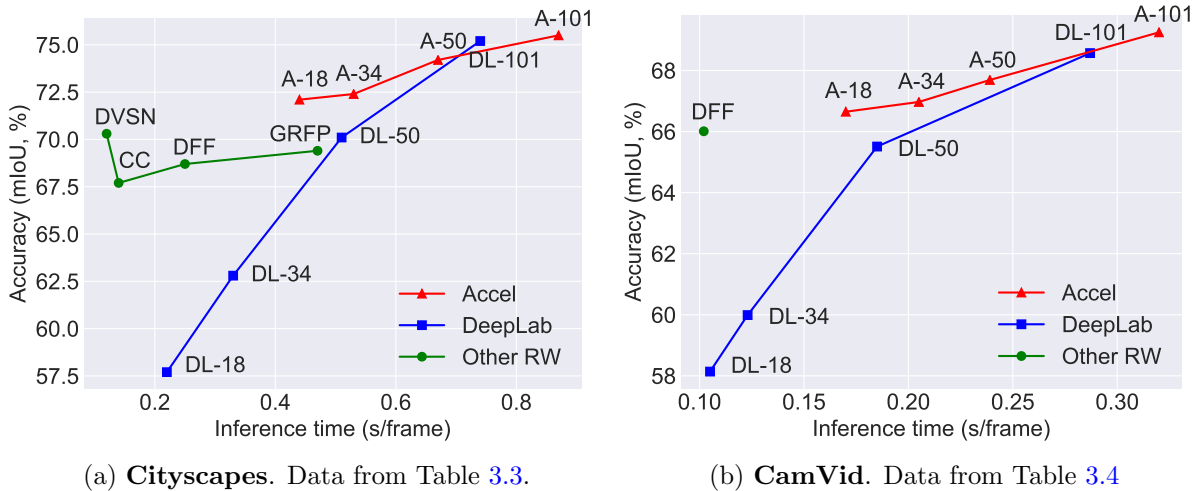 A-101
75.0
A-50
DL-101
A-18
A-34
72.5
DVSN
70.0
GRFP
DL-50
CC
DFF
67.5
65.0
DL-34
62.5
60.0
DL-18
57.5
Accuracy (mIoU, %)
Accel
DeepLab
Other RW
0.2 0.4 0.6 0.8
Inference time (s/frame)
(a) Cityscapes. Data from Table 3.3.
A-101
DL-101
68
A-50
A-34
A-18
DFF
66
DL-50
64
62
60
DL-34
DL-18
58
Accuracy (mIoU, %)
Accel
DeepLab
Other RW
0.10 0.15 0.20 0.25 0.30
Inference time (s/frame)
(b) CamVid. Data from Table 3.4